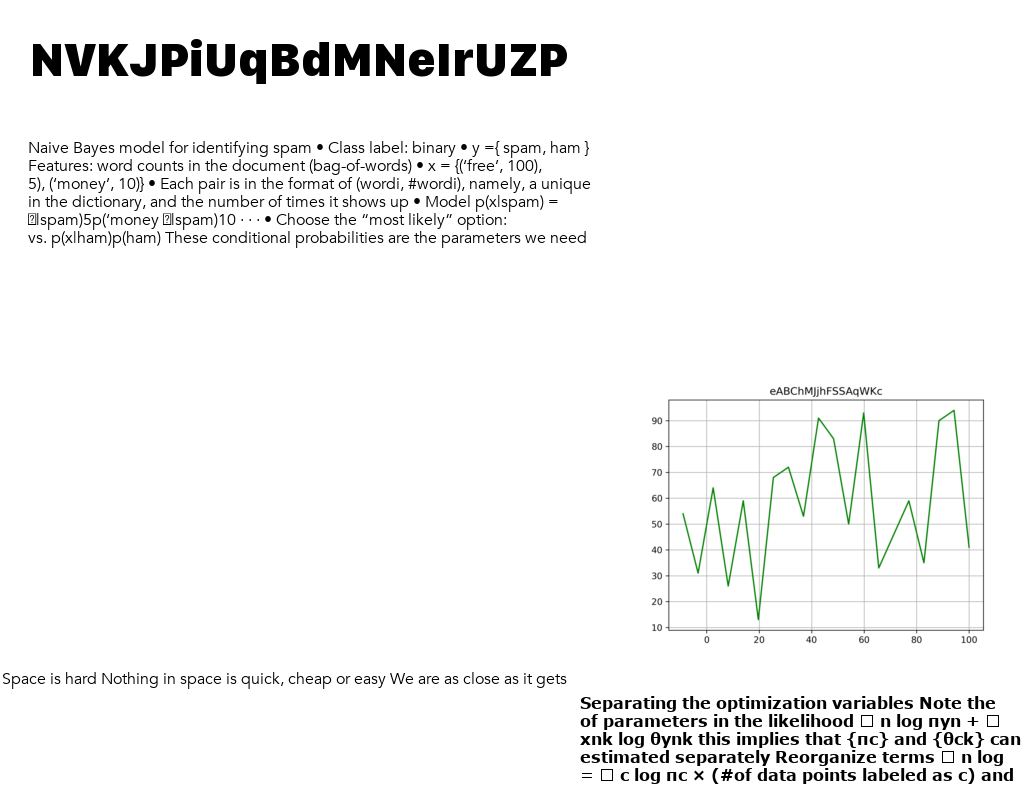 NVKJPiUqBdMNeIrUZP
Naive Bayes model for identifying spam • Class label: binary • y ={ spam, ham }
Features: word counts in the document (bag-of-words) • x = {(‘free’, 100),
5), (‘money’, 10)} • Each pair is in the format of (wordi, #wordi), namely, a unique
in the dictionary, and the number of times it shows up • Model p(x|spam) =
|spam)5p(‘money |spam)10 · · · • Choose the “most likely” option:
vs. p(x|ham)p(ham) These conditional probabilities are the parameters we need
eABChMJjhFSSAqWKc
90
80
70
60
50
40
30
20
10
0 20 40 60 80 100
Space is hard Nothing in space is quick, cheap or easy We are as close as it gets
Separating the optimization variables Note the
of parameters in the likelihood □ n log πyn + □
xnk log θynk this implies that {πc} and {θck} can
estimated separately Reorganize terms □ n log
= □ c log πc × (#of data points labeled as c) and